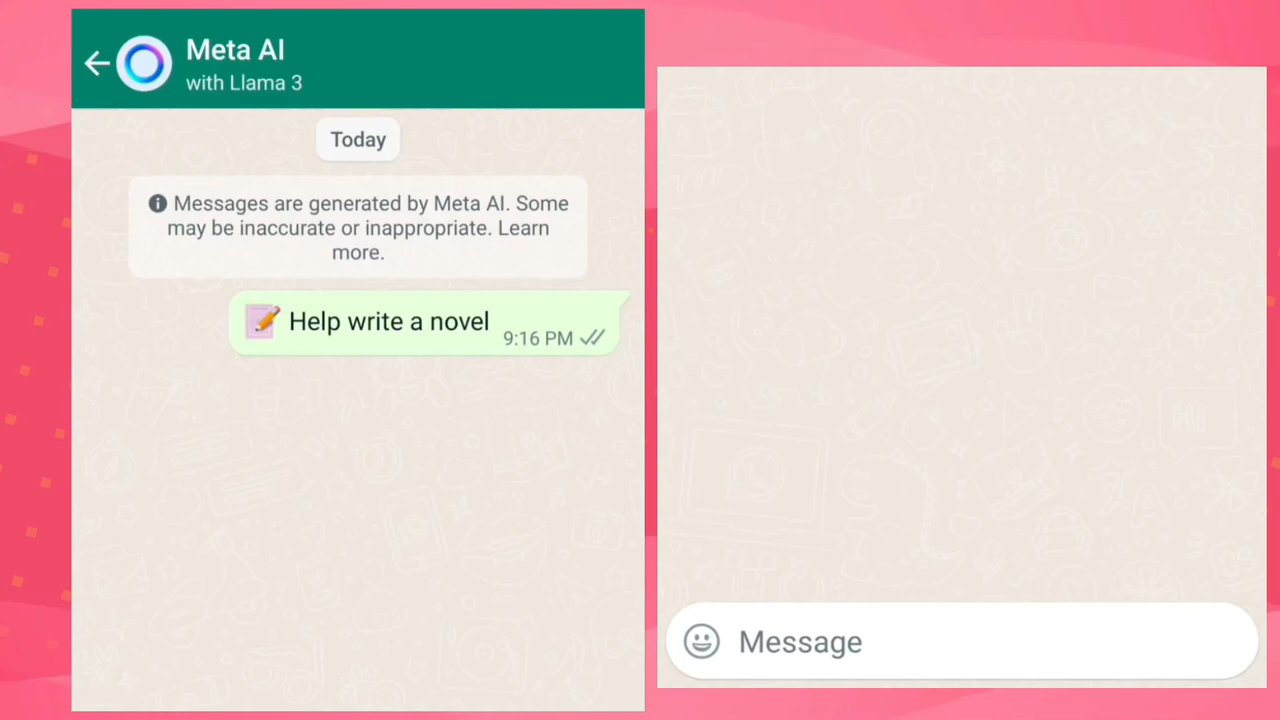 Meta AI
with Llama 3
Today
Messages are generated by Meta AI. Some
may be inaccurate or inappropriate. Learn
more.
📝 Help write a novel
9:16 PM
Message